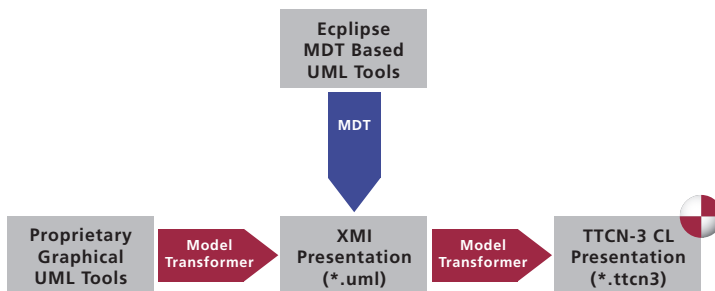 Ecplipse
MDT Based
UML Tools
MDT
Proprietary
Graphical
UML Tools
Model
Transformer
XMI
Presentation
(*.uml)
Model
Transformer
TTCN-3 CL
Presentation
(*.ttcn3)